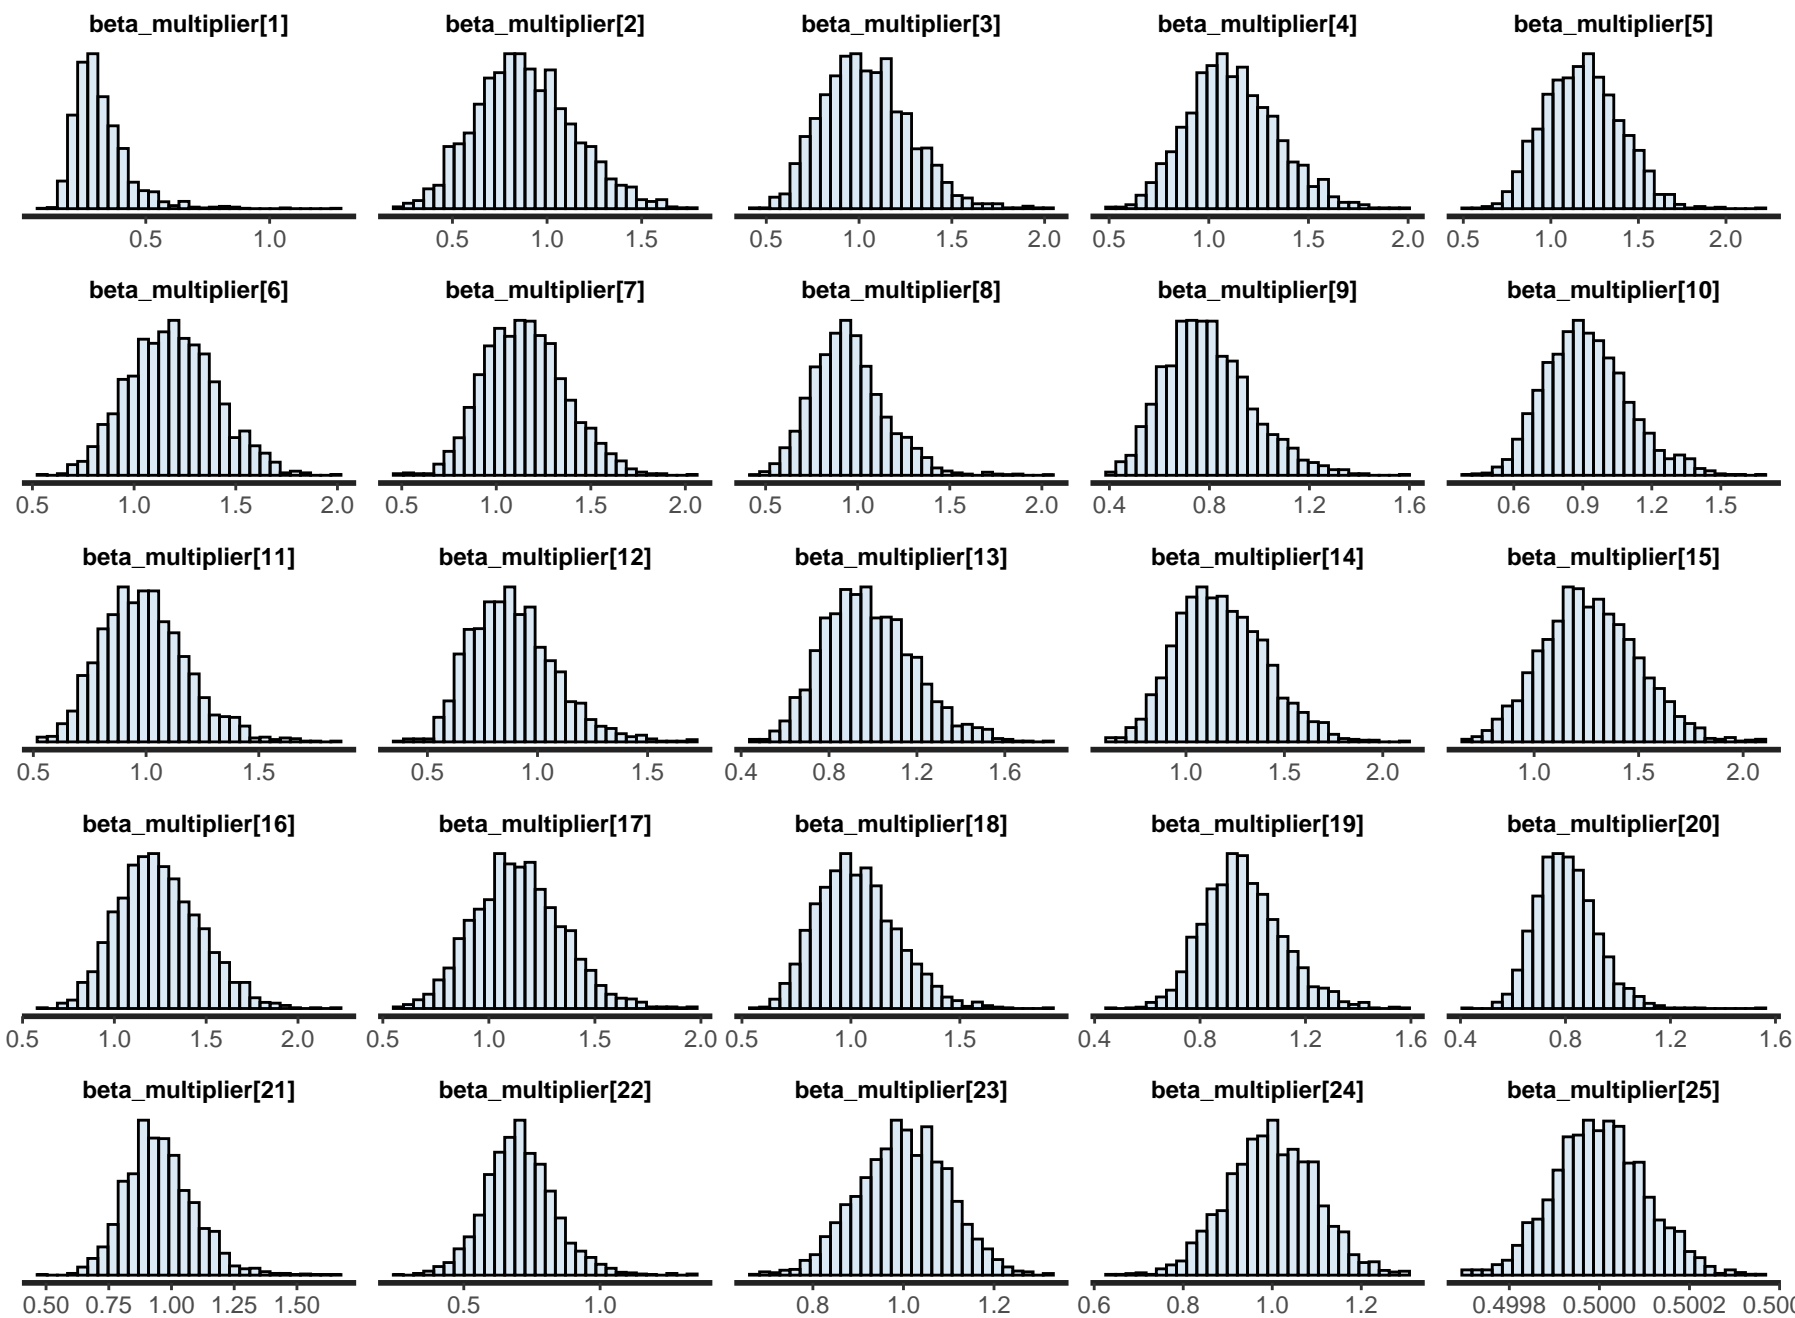 beta_multiplier[1] beta_multiplier[2] beta_multiplier[3] beta_multiplier[4] beta_multiplier[5]
0.5 1.0 0.5 1.0 1.5 0.5 1.0 1.5 2.0 0.5 1.0 1.5 2.0 0.5 1.0 1.5 2.0
beta_multiplier[6] beta_multiplier[7] beta_multiplier[8] beta_multiplier[9] beta_multiplier[10]
0.5 1.0 1.5 2.0 0.5 1.0 1.5 2.0 0.5 1.0 1.5 2.0 0.4 0.8 1.2 1.6 0.6 0.9 1.2 1.5
beta_multiplier[11] beta_multiplier[12] beta_multiplier[13] beta_multiplier[14] beta_multiplier[15]
0.5 1.0 1.5 0.5 1.0 1.5 0.4 0.8 1.2 1.6 1.0 1.5 2.0 1.0 1.5 2.0
beta_multiplier[16] beta_multiplier[17] beta_multiplier[18] beta_multiplier[19] beta_multiplier[20]
0.5 1.0 1.5 2.0 0.5 1.0 1.5 2.0 0.5 1.0 1.5 0.4 0.8 1.2 1.6 0.4 0.8 1.2 1.6
beta_multiplier[21] beta_multiplier[22] beta_multiplier[23] beta_multiplier[24] beta_multiplier[25]
0.50 0.75 1.00 1.25 1.50 0.5 1.0 0.8 1.0 1.2 0.6 0.8 1.0 1.2 0.4998 0.5000 0.5002